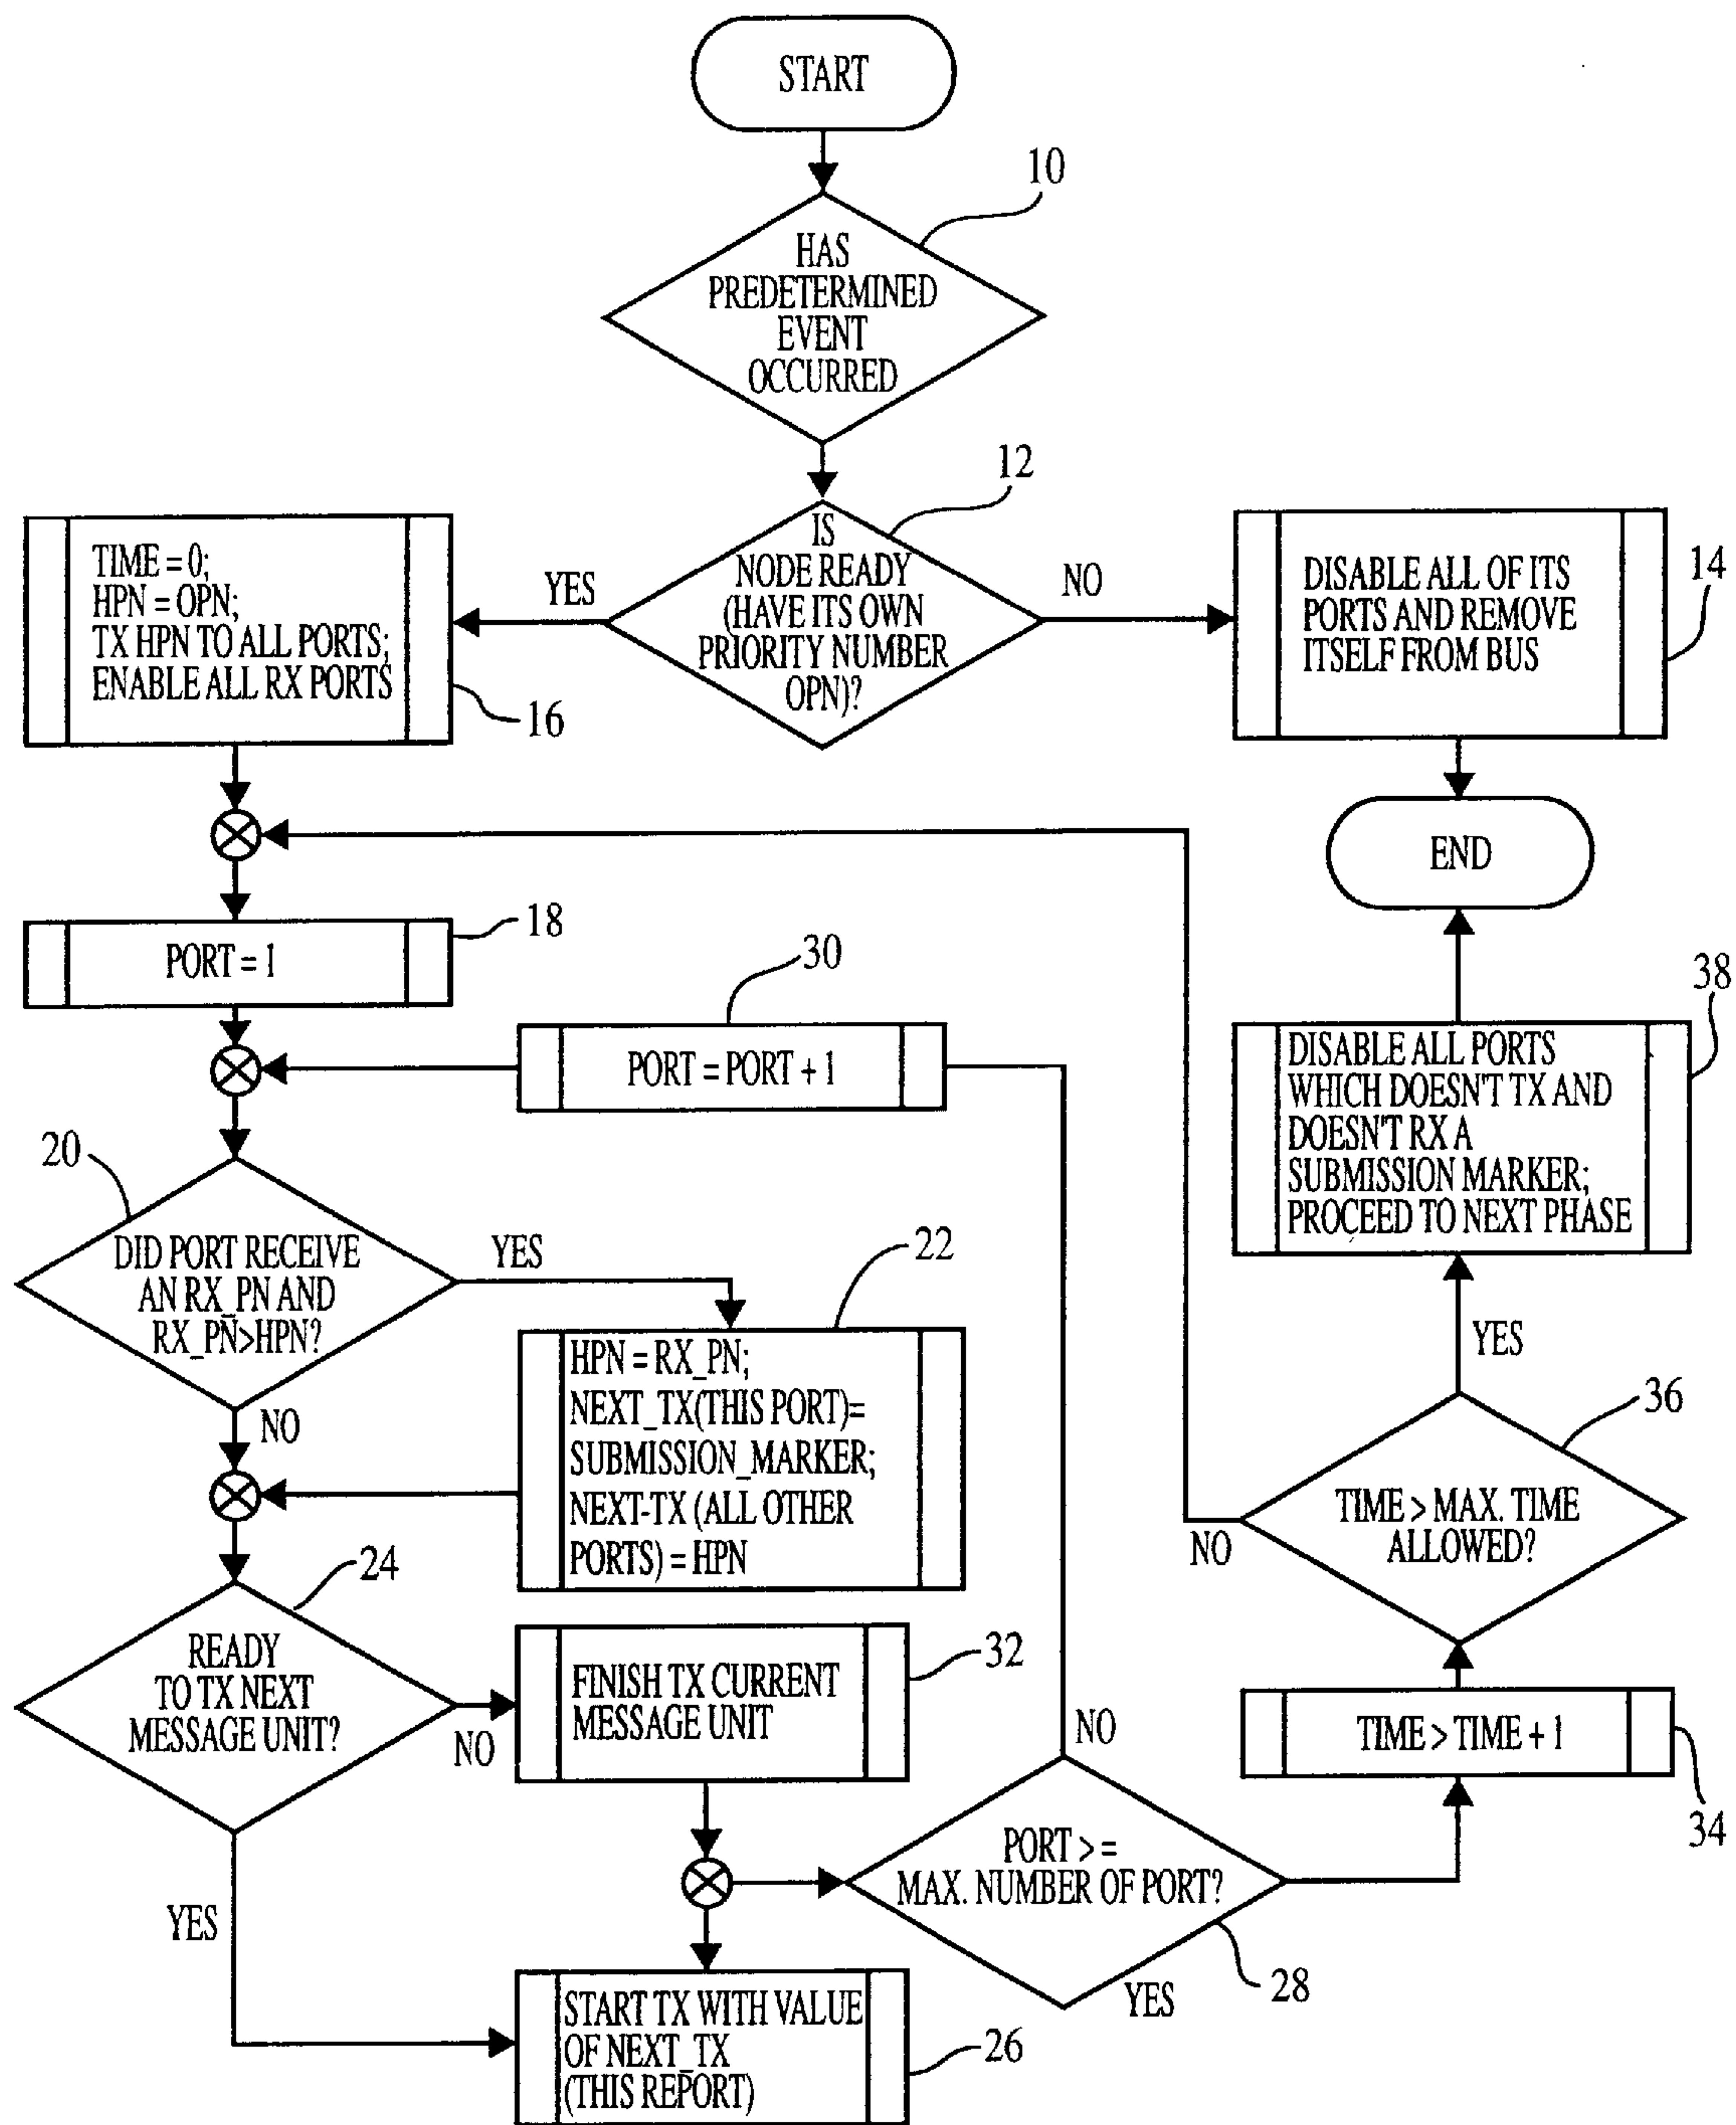 START
10
HAS
PREDETERMINED
EVENT
OCCURRED
12
IS
NODE READY
(HAVE ITS OWN
PRIORITY NUMBER
OPN)?
YES
NO
TIME = 0;
HPN = OPN;
TX HPN TO ALL PORTS;
ENABLE ALL RX PORTS
16
DISABLE ALL OF ITS
PORTS AND REMOVE
ITSELF FROM BUS
14
END
PORT = 1
18
30
PORT = PORT + 1
38
DISABLE ALL PORTS
WHICH DOESN'T TX AND
DOESN'T RX A
SUBMISSION MARKER;
PROCEED TO NEXT PHASE
20
DID PORT RECEIVE
AN RX_PN AND
RX_PN>HPN?
YES
NO
22
HPN = RX_PN;
NEXT_TX(THIS PORT)=
SUBMISSION_MARKER;
NEXT-TX (ALL OTHER
PORTS) = HPN
YES
36
TIME > MAX. TIME
ALLOWED?
NO
24
READY
TO TX NEXT
MESSAGE UNIT?
NO
YES
FINISH TX CURRENT
MESSAGE UNIT
32
NO
TIME > TIME + 1
34
PORT > =
MAX. NUMBER OF PORT?
YES
28
START TX WITH VALUE
OF NEXT_TX
(THIS REPORT)
26